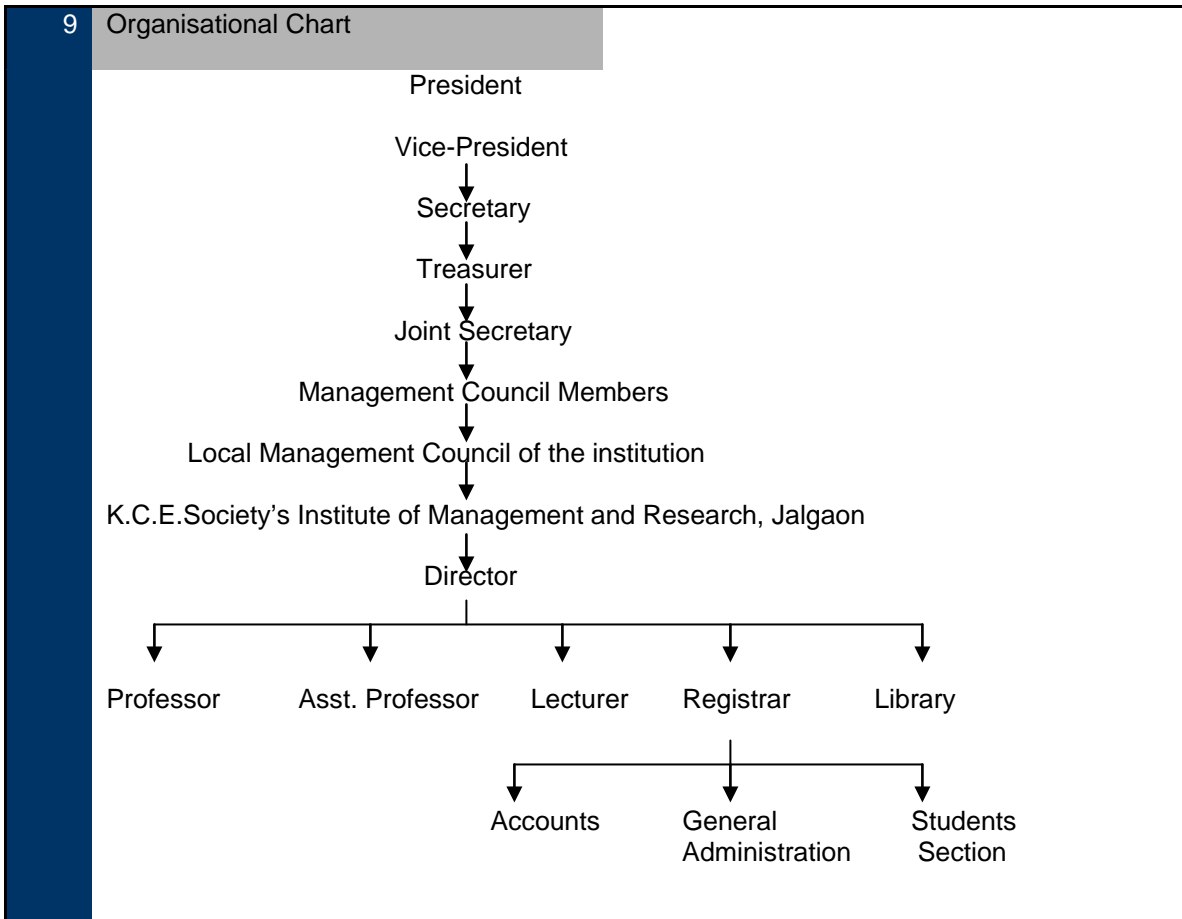 9 Organisational Chart
President
Vice-President
Secretary
Treasurer
Joint Secretary
Management Council Members
Local Management Council of the institution
K.C.E.Society’s Institute of Management and Research, Jalgaon
Director
Professor Asst. Professor Lecturer Registrar Library
Accounts General Students
Administration Section